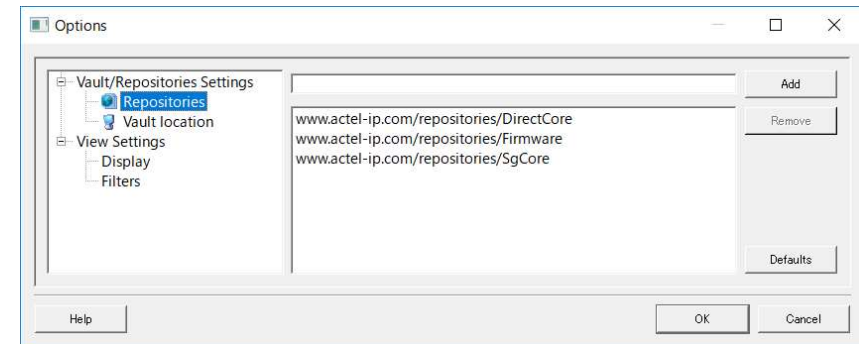 Options
Vault/Repositories Settings
Repositories
Vault location
View Settings
Display
Filters
Add
www.actel-ip.com/repositories/DirectCore
www.actel-ip.com/repositories/Firmware
www.actel-ip.com/repositories/SgCore
Remove
Defaults
Help
OK
Cancel